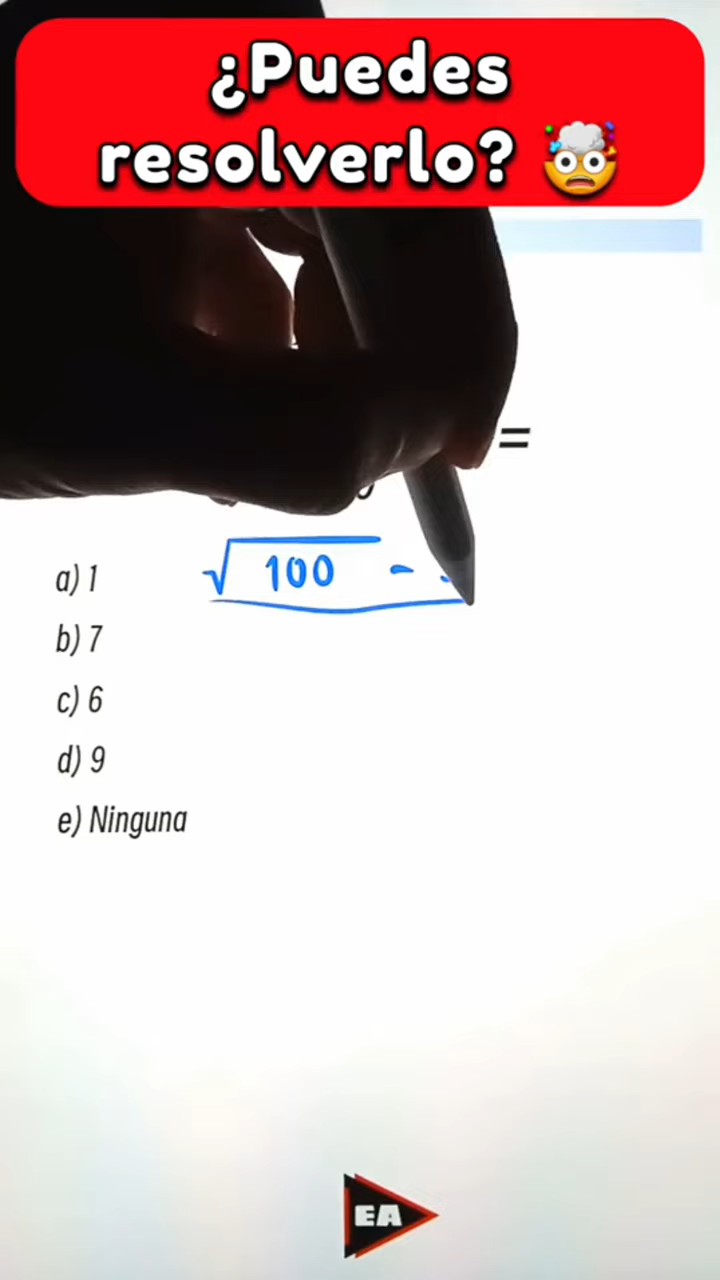 ¿Puedes
resolverlo? 🤯
=
√100 -
a) 1
b) 7
c) 6
d) 9
e) Ninguna
EA